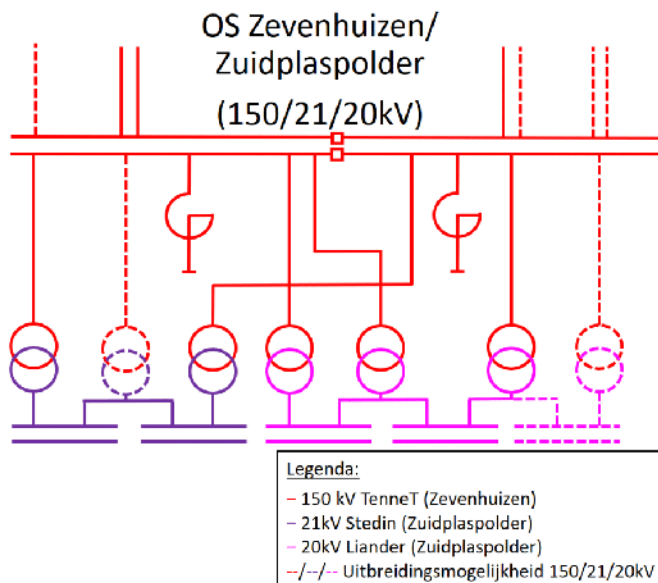 OS Zevenhuizen/
Zuidplaspolder
(150/21/20kV)
Legenda:
– 150 kV TenneT (Zevenhuizen)
– 21kV Stedin (Zuidplaspolder)
– 20kV Liander (Zuidplaspolder)
--/--/-- Uitbreidingsmogelijkheid 150/21/20kV